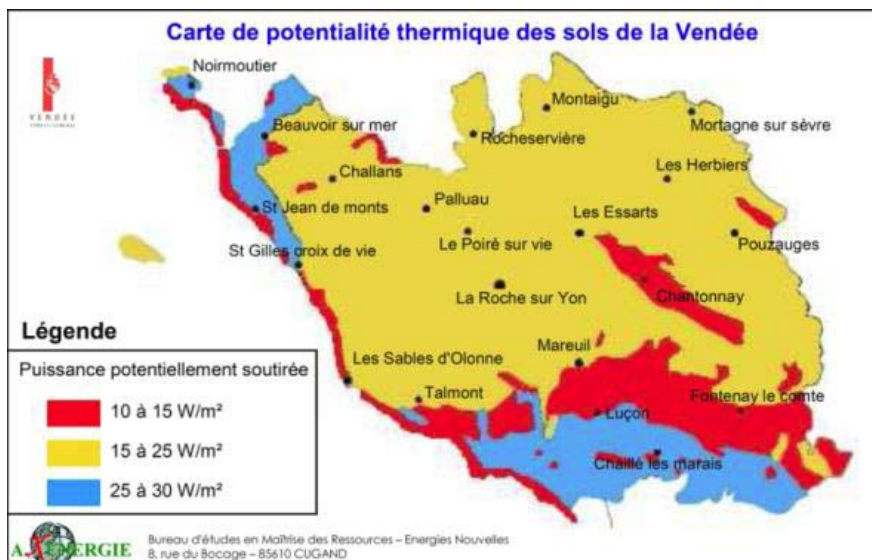 Carte de potentialité thermique des sols de la Vendée
VENDÉE
Noirmoutier
Montaigu
Mortagne sur sèvre
Beauvoir sur mer
Rocheservière
Challans
Les Herbiers
St Jean de monts
Palluau
Les Essarts
Le Poiré sur vie
Pouzauges
St Gilles croix de vie
La Roche sur Yon
Chantonnay
Légende
Mareuil
Puissance potentiellement soutirée
Les Sables d'Olonne
Talmont
Fontenay le comte
10 à 15 W/m²
Luçon
15 à 25 W/m²
Chaillé les marais
25 à 30 W/m²
AXENERGIE
Bureau d'études en Maîtrise des Ressources – Energies Nouvelles
8, rue du Bocage – 85610 CUGAND